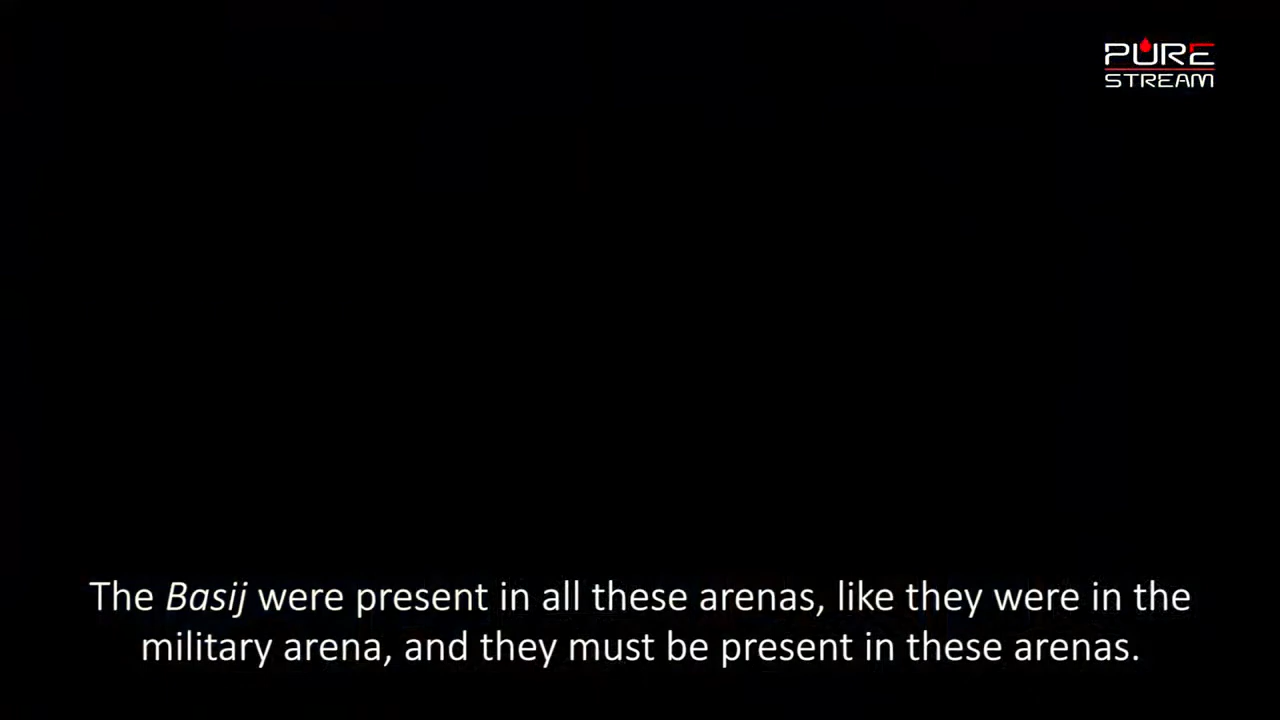 PURE
STREAM
The Basij were present in all these arenas, like they were in the
military arena, and they must be present in these arenas.